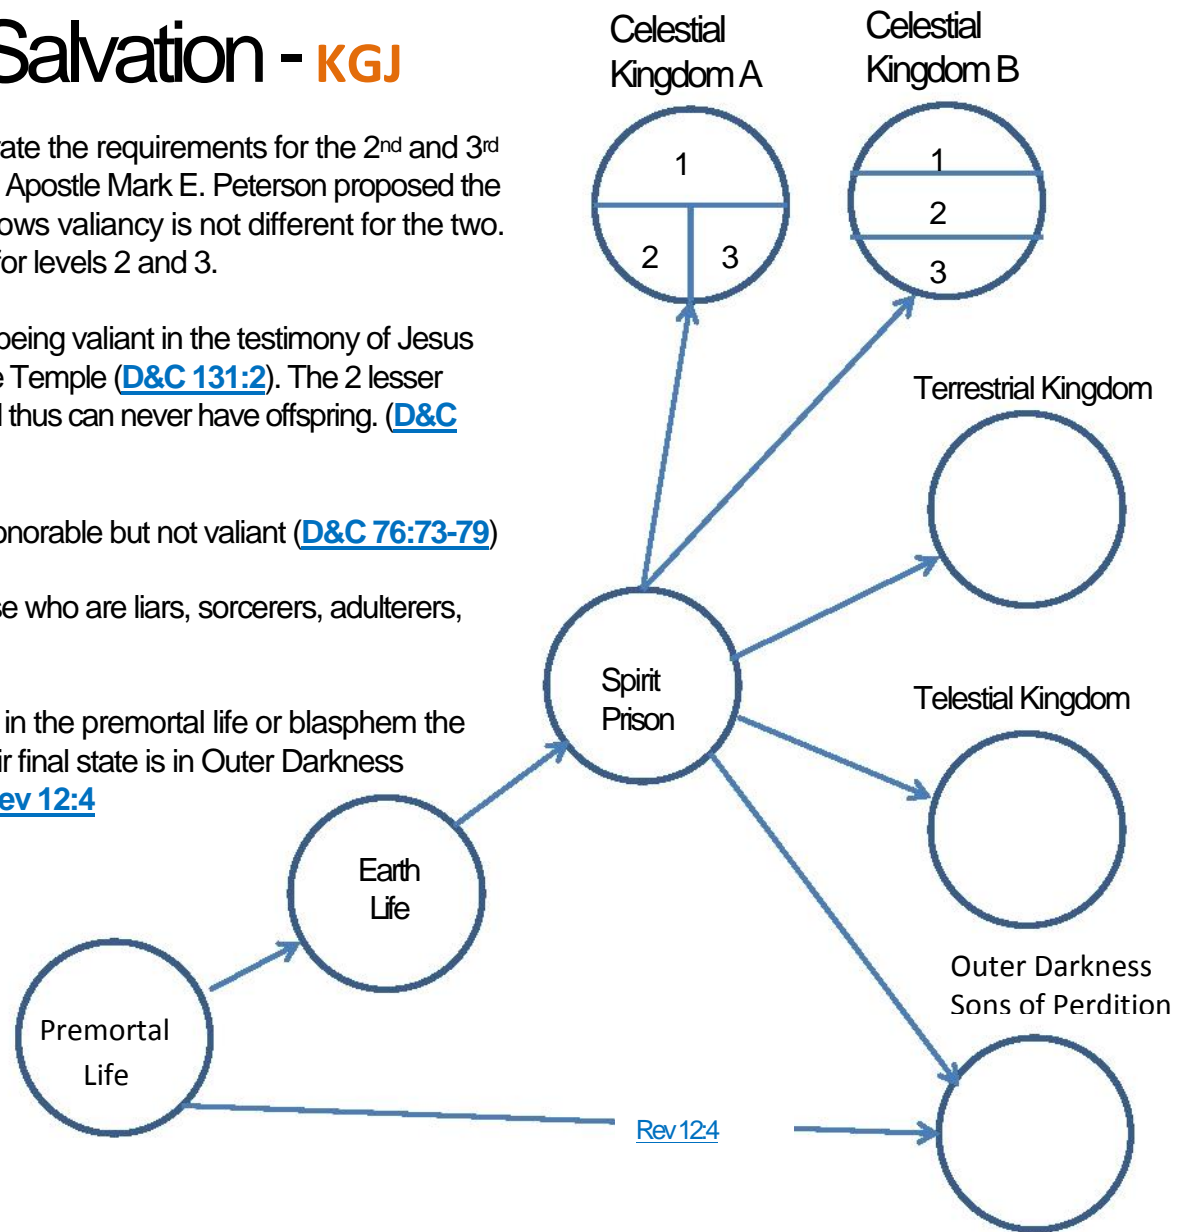 Salvation - KGJ
rate the requirements for the 2nd and 3rd
Apostle Mark E. Peterson proposed the
ows valiancy is not different for the two.
for levels 2 and 3.
being valiant in the testimony of Jesus
e Temple (D&C 131:2). The 2 lesser
d thus can never have offspring. (D&C
onorable but not valiant (D&C 76:73-79)
se who are liars, sorcerers, adulterers,
in the premortal life or blasphem the
ir final state is in Outer Darkness
Rev 12:4
Celestial
Kingdom A
1
2 3
Celestial
Kingdom B
1
2
3
Terrestrial Kingdom
Spirit
Prison
Telestial Kingdom
Earth
Life
Outer Darkness
Sons of Perdition
Premortal
Life
Rev 12:4